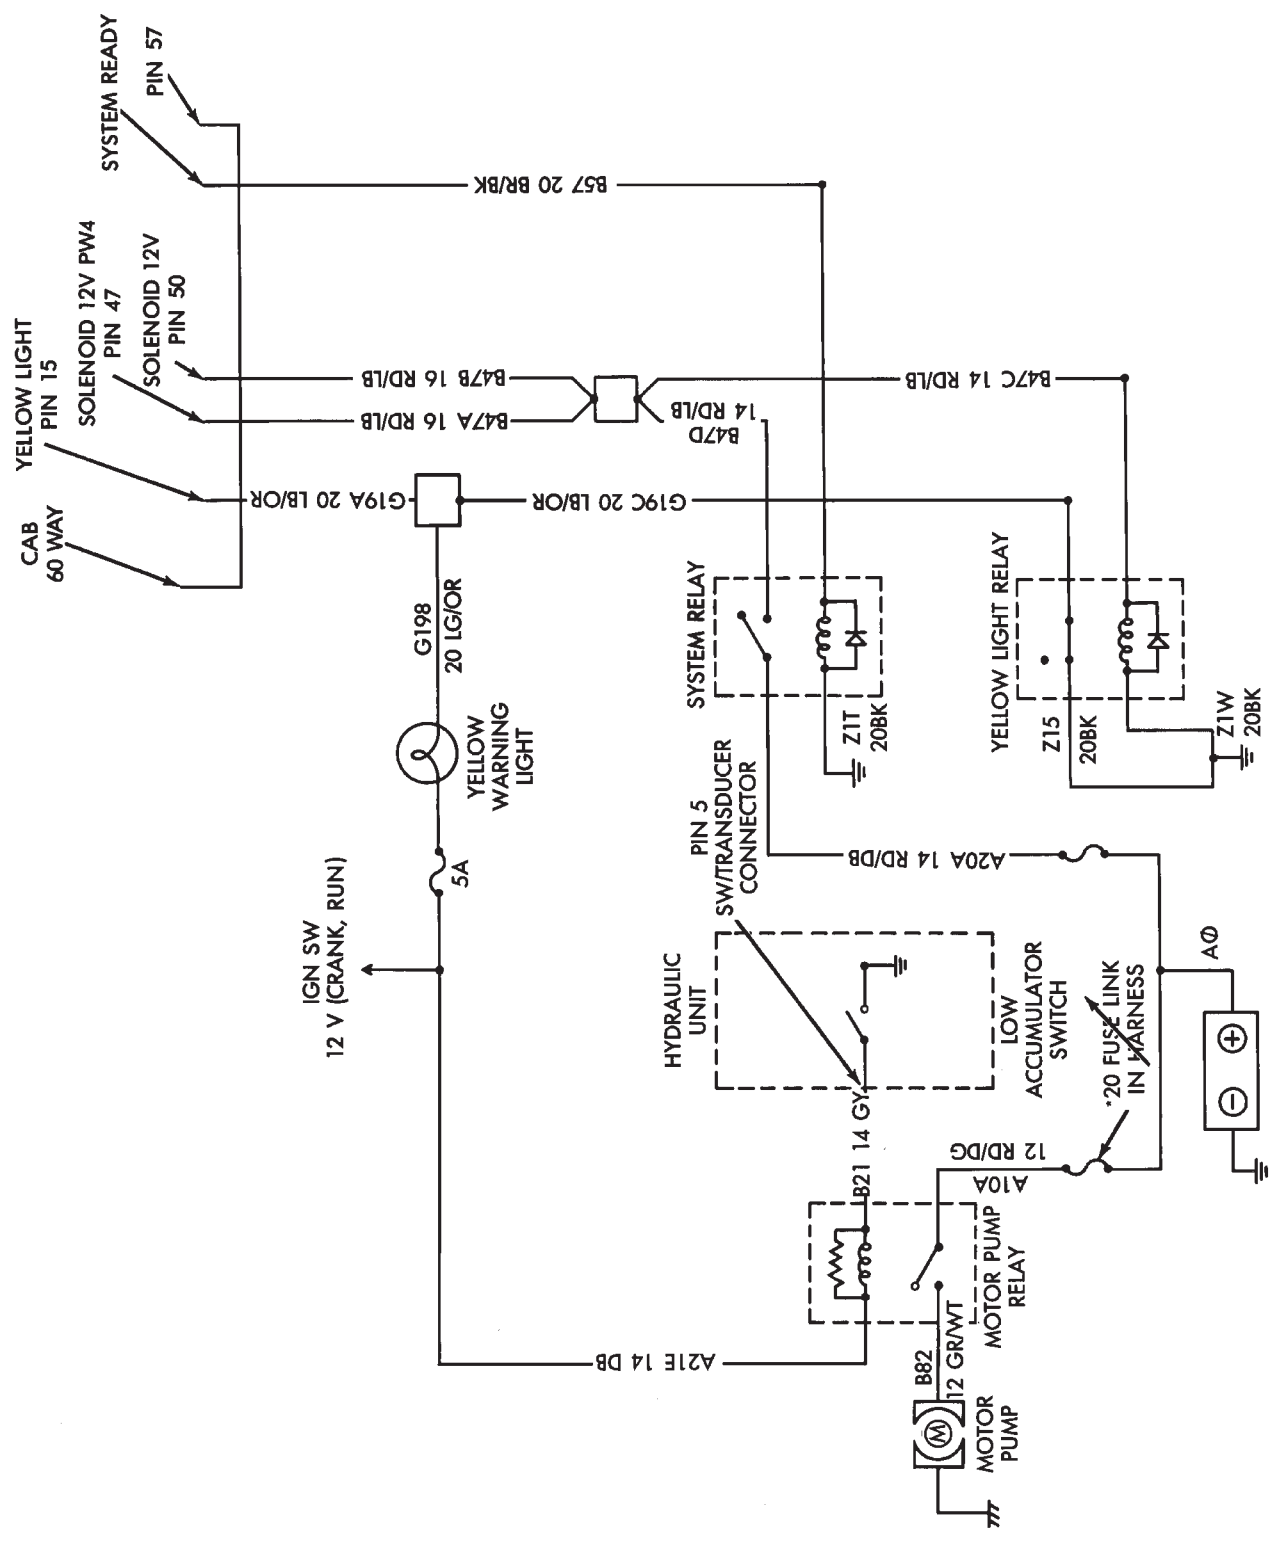 CAB
60 WAY
YELLOW LIGHT
PIN 15
SOLENOID 12V PW4
PIN 47
SOLENOID 12V
PIN 50
SYSTEM READY
PIN 57
G19A 20 LB/OR
B47A 16 RD/LB
B47B 16 RD/LB
B57 20 BR/BK
G19C 20 LB/OR
B47D
14 RD/LB
B47C 14 RD/LB
G198
20 LG/OR
YELLOW
WARNING
LIGHT
5A
IGN SW
12 V (CRANK, RUN)
SYSTEM RELAY
Z1T
20BK
YELLOW LIGHT RELAY
Z15
20BK
Z1W
20BK
PIN 5
SW/TRANSDUCER
CONNECTOR
A20A 14 RD/DB
HYDRAULIC
UNIT
LOW
ACCUMULATOR
SWITCH
*20 FUSE LINK
IN HARNESS
A0
+
-
B21 14 GY
12 RD/DG
A10A
MOTOR PUMP
RELAY
A21E 14 DB
B82
12 GR/WT
M
MOTOR
PUMP